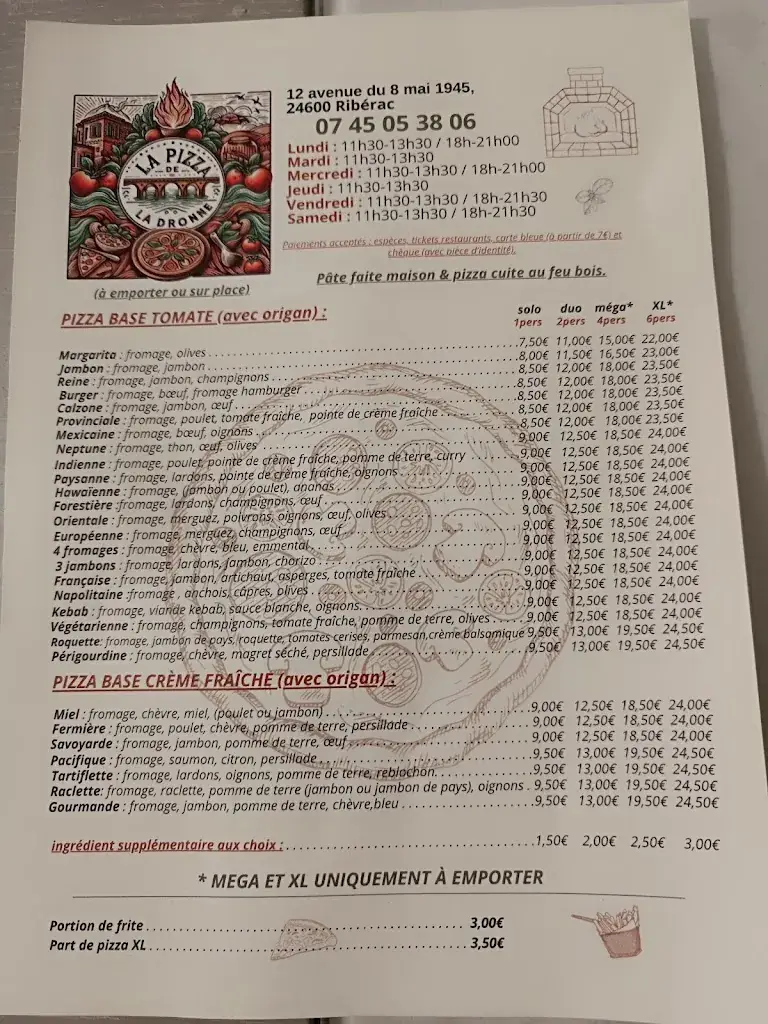 LA PIZZA
DE
LA DRONNE
12 avenue du 8 mai 1945,
24600 Ribérac
07 45 05 38 06
Lundi : 11h30-13h30 / 18h-21h00
Mardi : 11h30-13h30
Mercredi : 11h30-13h30 / 18h-21h00
Jeudi : 11h30-13h30
Vendredi : 11h30-13h30 / 18h-21h30
Samedi : 11h30-13h30 / 18h-21h30
Paiements acceptés : espèces, tickets restaurants, carte bleue (à partir de 7€) et
chèque (avec pièce d'identité).
Pâte faite maison & pizza cuite au feu bois.
(à emporter ou sur place)
solo duo méga* XL*
1pers 2pers 4pers 6pers
PIZZA BASE TOMATE (avec origan) :
Margarita : fromage, olives 7,50€ 11,00€ 15,00€ 22,00€
Jambon : fromage, jambon 8,00€ 11,50€ 16,50€ 23,00€
Reine : fromage, jambon, champignons 8,50€ 12,00€ 18,00€ 23,50€
Burger : fromage, bœuf, fromage hamburger 8,50€ 12,00€ 18,00€ 23,50€
Calzone : fromage, jambon, œuf 8,50€ 12,00€ 18,00€ 23,50€
Provinciale : fromage, poulet, tomate fraîche, pointe de crème fraîche 8,50€ 12,00€ 18,00€ 23,50€
Mexicaine : fromage, bœuf, oignons 8,50€ 12,00€ 18,00€ 23,50€
Neptune : fromage, thon, œuf, olives 9,00€ 12,50€ 18,50€ 24,00€
Indienne : fromage, poulet, pointe de crème fraîche, pomme de terre, curry 9,00€ 12,50€ 18,50€ 24,00€
Paysanne : fromage, lardons, pointe de crème fraîche, oignons 9,00€ 12,50€ 18,50€ 24,00€
Hawaïenne : fromage, (jambon ou poulet), ananas 9,00€ 12,50€ 18,50€ 24,00€
Forestière :fromage, lardons, champignons, œuf 9,00€ 12,50€ 18,50€ 24,00€
Orientale : fromage, merguez, poivrons, oignons, œuf, olives 9,00€ 12,50€ 18,50€ 24,00€
Européenne : fromage, merguez, champignons, œuf 9,00€ 12,50€ 18,50€ 24,00€
4 fromages : fromage, chèvre, bleu, emmental 9,00€ 12,50€ 18,50€ 24,00€
3 jambons : fromage, lardons, jambon, chorizo 9,00€ 12,50€ 18,50€ 24,00€
Française : fromage, jambon, artichaut, asperges, tomate fraîche 9,00€ 12,50€ 18,50€ 24,00€
Napolitaine :fromage , anchois, câpres, olives 9,00€ 12,50€ 18,50€ 24,00€
Kebab : fromage, viande kebab, sauce blanche, oignons 9,00€ 12,50€ 18,50€ 24,00€
Végétarienne : fromage, champignons, tomate fraîche, pomme de terre, olives 9,00€ 12,50€ 18,50€ 24,00€
Roquette: fromage, jambon de pays, roquette, tomates cerises, parmesan,crème balsamique 9,50€ 13,00€ 19,50€ 24,50€
Périgourdine : fromage, chèvre, magret séché, persillade 9,50€ 13,00€ 19,50€ 24,50€
PIZZA BASE CRÈME FRAÎCHE (avec origan) :
Miel : fromage, chèvre, miel, (poulet ou jambon) 9,00€ 12,50€ 18,50€ 24,00€
Fermière : fromage, poulet, chèvre, pomme de terre, persillade 9,00€ 12,50€ 18,50€ 24,00€
Savoyarde : fromage, jambon, pomme de terre, œuf 9,00€ 12,50€ 18,50€ 24,00€
Pacifique : fromage, saumon, citron, persillade 9,50€ 13,00€ 19,50€ 24,50€
Tartiflette : fromage, lardons, oignons, pomme de terre, reblochon 9,50€ 13,00€ 19,50€ 24,50€
Raclette: fromage, raclette, pomme de terre (jambon ou jambon de pays), oignons 9,50€ 13,00€ 19,50€ 24,50€
Gourmande : fromage, jambon, pomme de terre, chèvre,bleu 9,50€ 13,00€ 19,50€ 24,50€
ingrédient supplémentaire aux choix : 1,50€ 2,00€ 2,50€ 3,00€
* MEGA ET XL UNIQUEMENT À EMPORTER
Portion de frite 3,00€
Part de pizza XL 3,50€